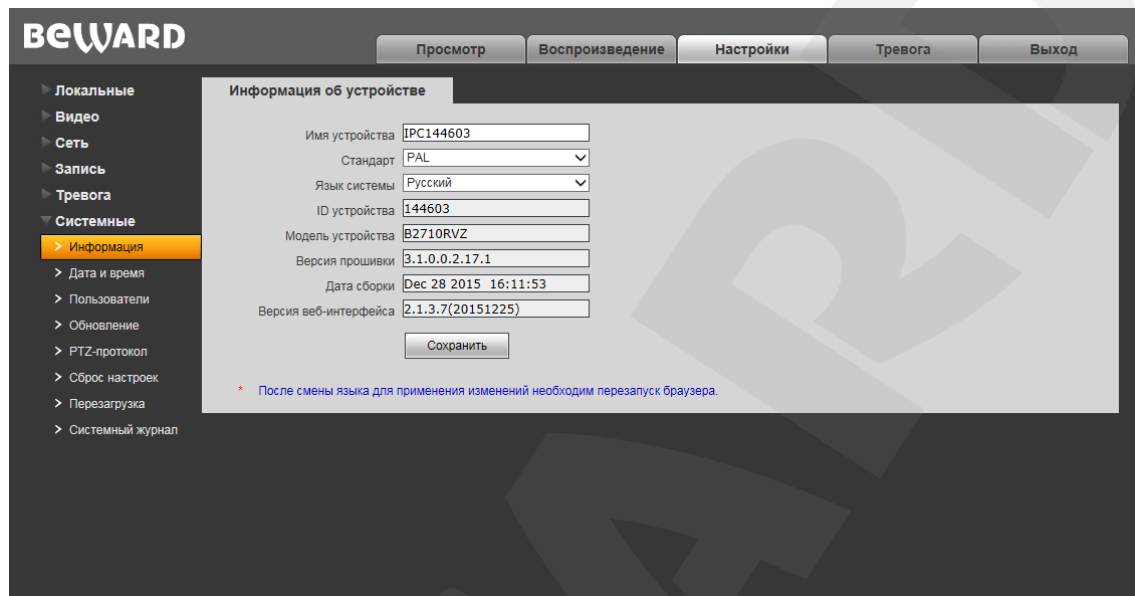 BEWARD
Просмотр
Воспроизведение
Настройки
Тревога
Выход
Локальные
Видео
Сеть
Запись
Тревога
Системные
Информация
Дата и время
Пользователи
Обновление
PTZ-протокол
Сброс настроек
Перезагрузка
Системный журнал
Информация об устройстве
Имя устройства IPC144603
Стандарт PAL
Язык системы Русский
ID устройства 144603
Модель устройства B2710RVZ
Версия прошивки 3.1.0.0.2.17.1
Дата сборки Dec 28 2015 16:11:53
Версия веб-интерфейса 2.1.3.7(20151225)
Сохранить
* После смены языка для применения изменений необходим перезапуск браузера.